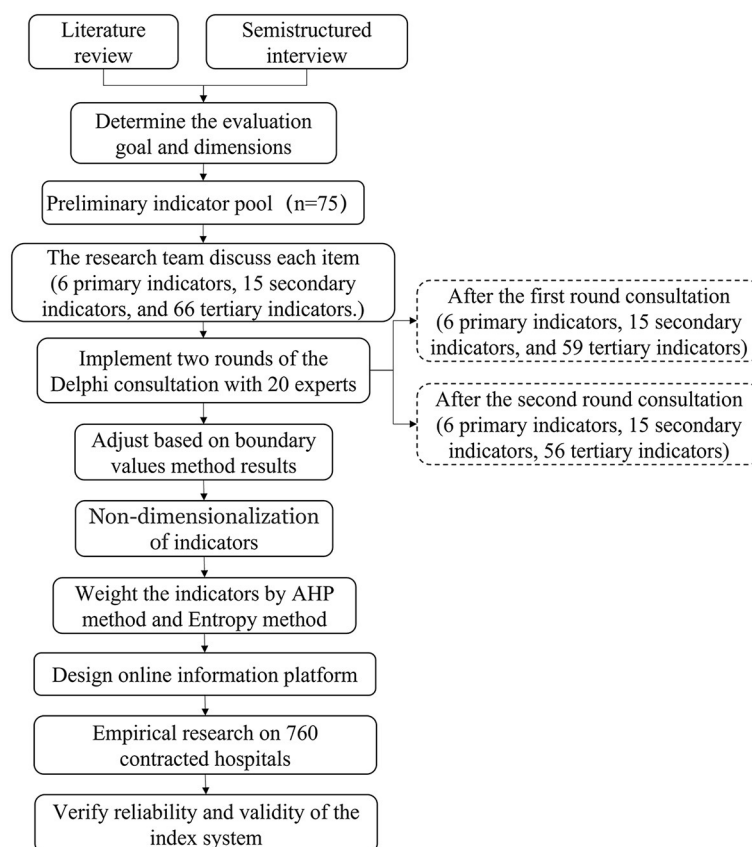 Literature
review
Semistructured
interview
Determine the evaluation
goal and dimensions
Preliminary indicator pool（n=75）
The research team discuss each item
(6 primary indicators, 15 secondary
indicators, and 66 tertiary indicators.)
Implement two rounds of the
Delphi consultation with 20 experts
After the first round consultation
(6 primary indicators, 15 secondary
indicators, and 59 tertiary indicators)
After the second round consultation
(6 primary indicators, 15 secondary
indicators, 56 tertiary indicators)
Adjust based on boundary
values method results
Non-dimensionalization
of indicators
Weight the indicators by AHP
method and Entropy method
Design online information platform
Empirical research on 760
contracted hospitals
Verify reliability and validity of the
index system